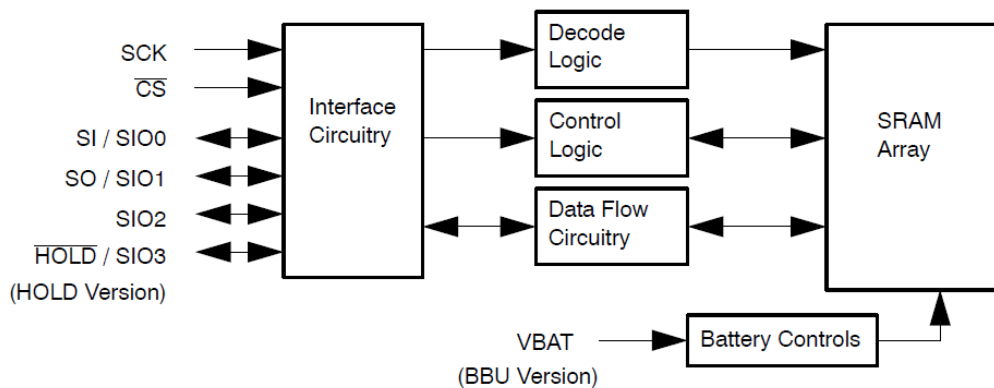 SCK
CS
SI / SIO0
SO / SIO1
SIO2
HOLD / SIO3
(HOLD Version)
Interface
Circuitry
Decode
Logic
Control
Logic
Data Flow
Circuitry
SRAM
Array
VBAT
(BBU Version)
Battery Controls